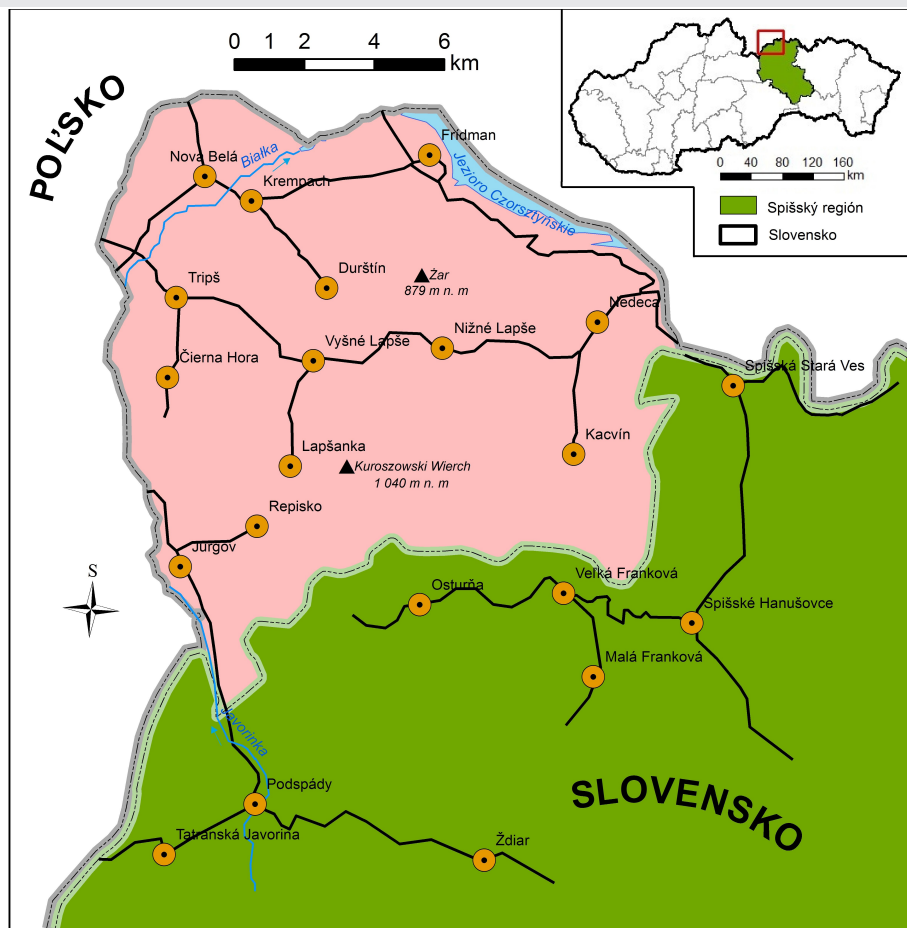 0 1 2 4 6
km
POĽSKO
Nova Belá
Białka
Krempach
Frídman
Jezioro Czorsztyńskie
Tripš
Durštín
Żar
879 m n. m
Nedeca
Čierna Hora
Vyšné Lapše
Nižné Lapše
Spišská Stará Ves
Kacvín
Lapšanka
Kuroszowski Wierch
1 040 m n. m
Repisko
Jurgov
S
Osturňa
Veľká Franková
Spišské Hanušovce
Malá Franková
Javorinka
Podspády
SLOVENSKO
Tatranská Javorina
Ždiar
0 40 80 120 160
km
Spišský región
Slovensko